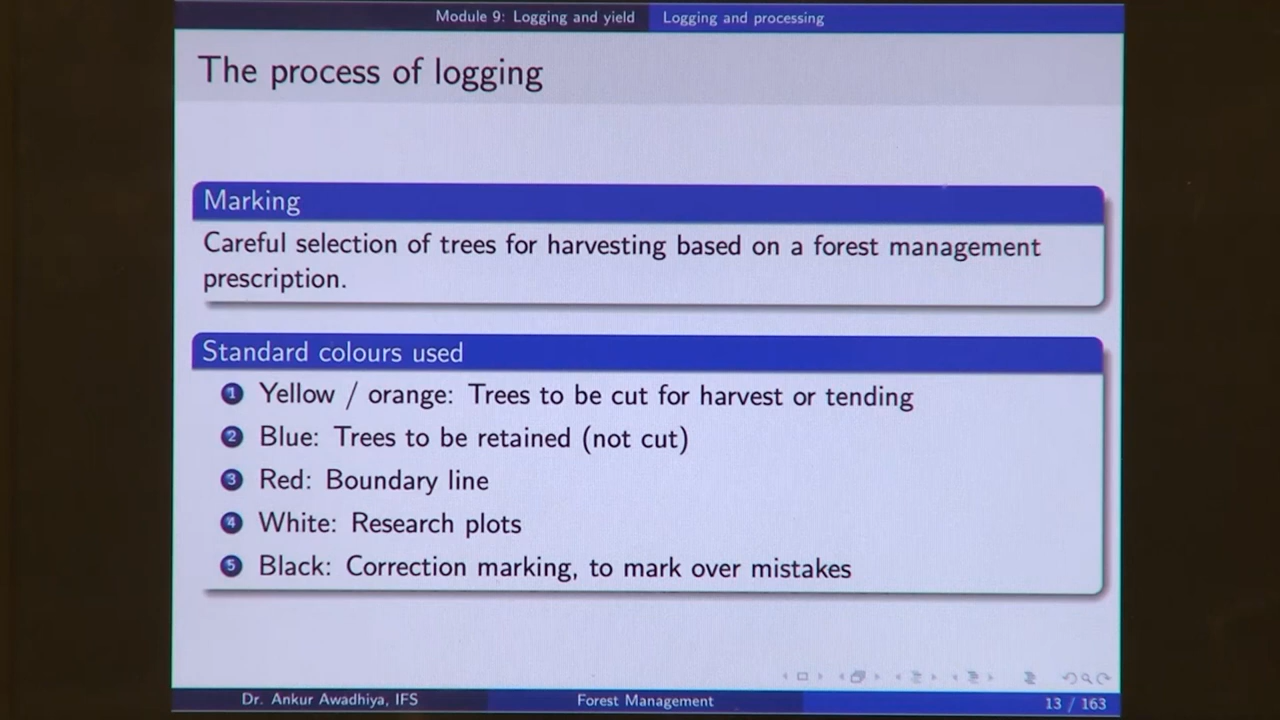 Module 9: Logging and yield Logging and processing
The process of logging
Marking
Careful selection of trees for harvesting based on a forest management
prescription.
Standard colours used
1 Yellow / orange: Trees to be cut for harvest or tending
2 Blue: Trees to be retained (not cut)
3 Red: Boundary line
4 White: Research plots
5 Black: Correction marking, to mark over mistakes
Dr. Ankur Awadhiya, IFS Forest Management 13 / 163